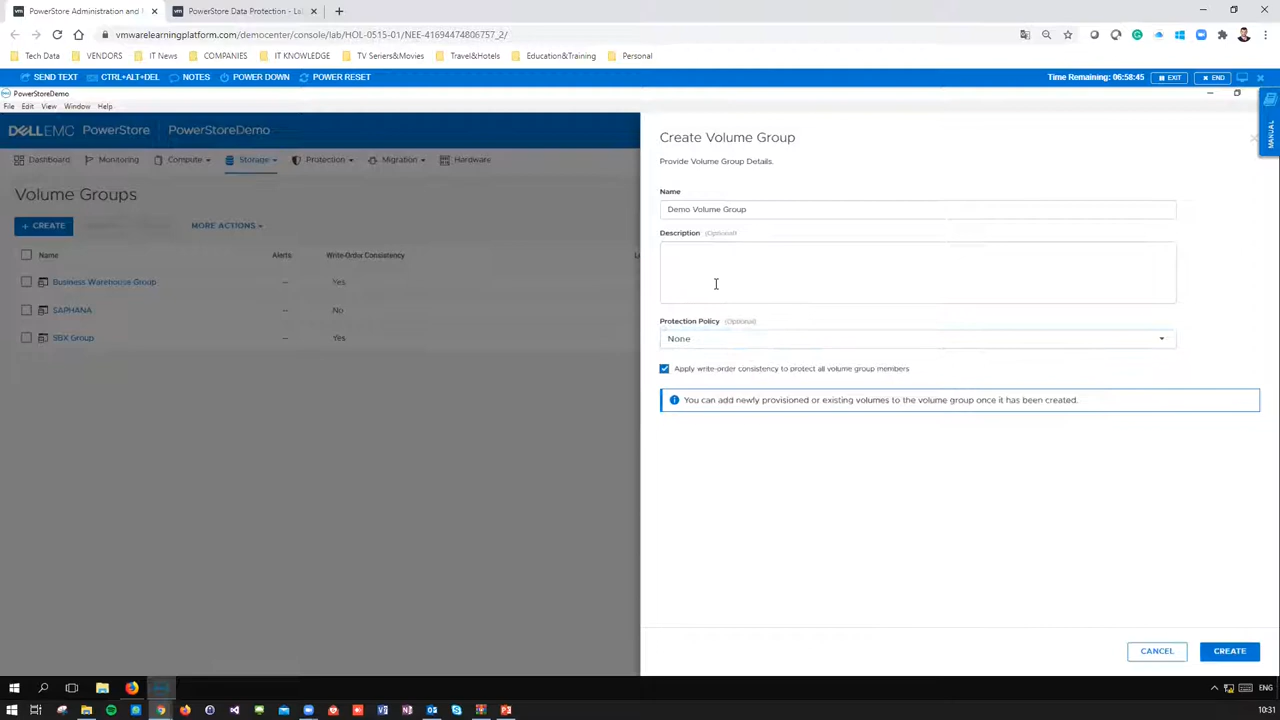 PowerStore Administration and
PowerStore Data Protection - La
vmwarelearningplatform.com/democenter/console/lab/HOL-0515-01/NEE-41694474806757_2/
Tech Data VENDORS IT News COMPANIES IT KNOWLEDGE TV Seriers&Movies Travel&Hotels Education&Training Personal
SEND TEXT CTRL+ALT+DEL NOTES POWER DOWN POWER RESET Time Remaining: 06:58:45 EXIT END
PowerStoreDemo
File Edit View Window Help
MANUAL
DELLEMC PowerStore PowerStoreDemo
Dashboard Monitoring Compute Storage Protection Migration Hardware
Volume Groups
+ CREATE MORE ACTIONS
Name Alerts Write-Order Consistency
Business Warehouse Group -- Yes
SAPHANA -- No
SBX Group -- Yes
Create Volume Group
Provide Volume Group Details.
Name
Demo Volume Group
Description (Optional)
Protection Policy (Optional)
None
Apply write-order consistency to protect all volume group members
You can add newly provisioned or existing volumes to the volume group once it has been created.
CANCEL CREATE
ENG
ENG 10:31